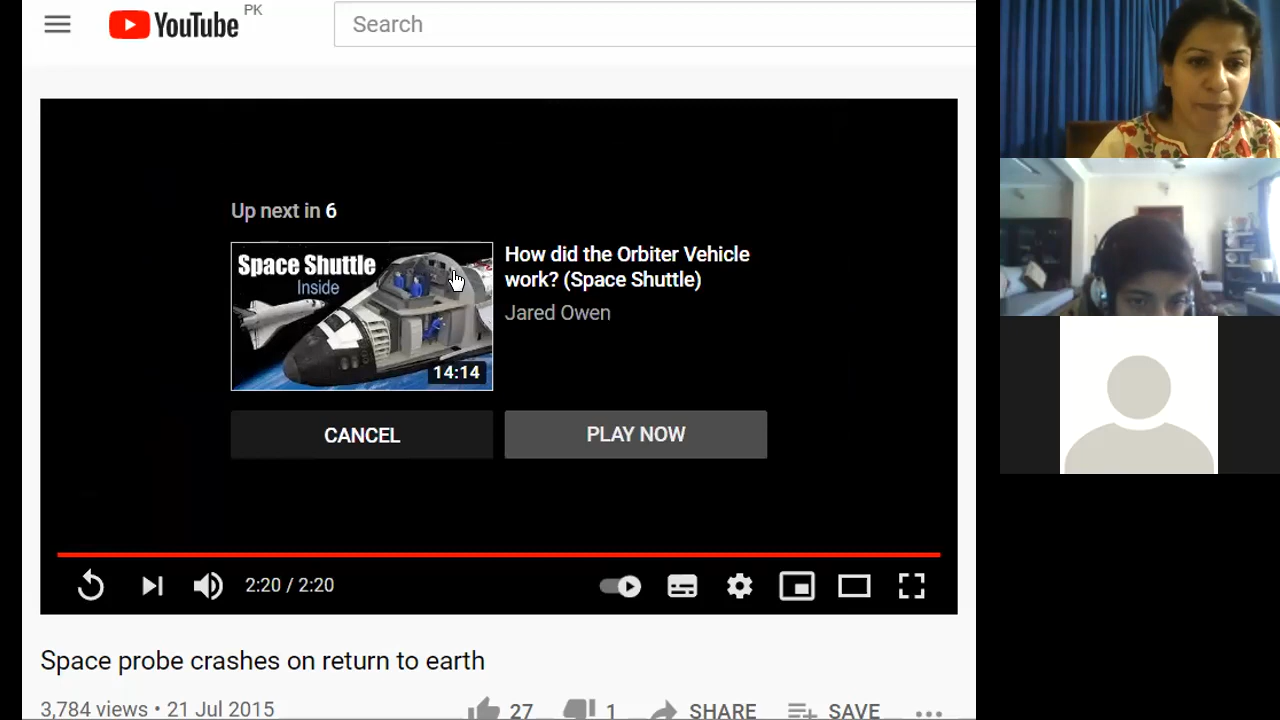 YouTube PK
Search
Up next in 6
Space Shuttle
Inside
14:14
How did the Orbiter Vehicle
work? (Space Shuttle)
Jared Owen
CANCEL
PLAY NOW
2:20 / 2:20
Space probe crashes on return to earth
3,784 views • 21 Jul 2015
27
1
SHARE
SAVE